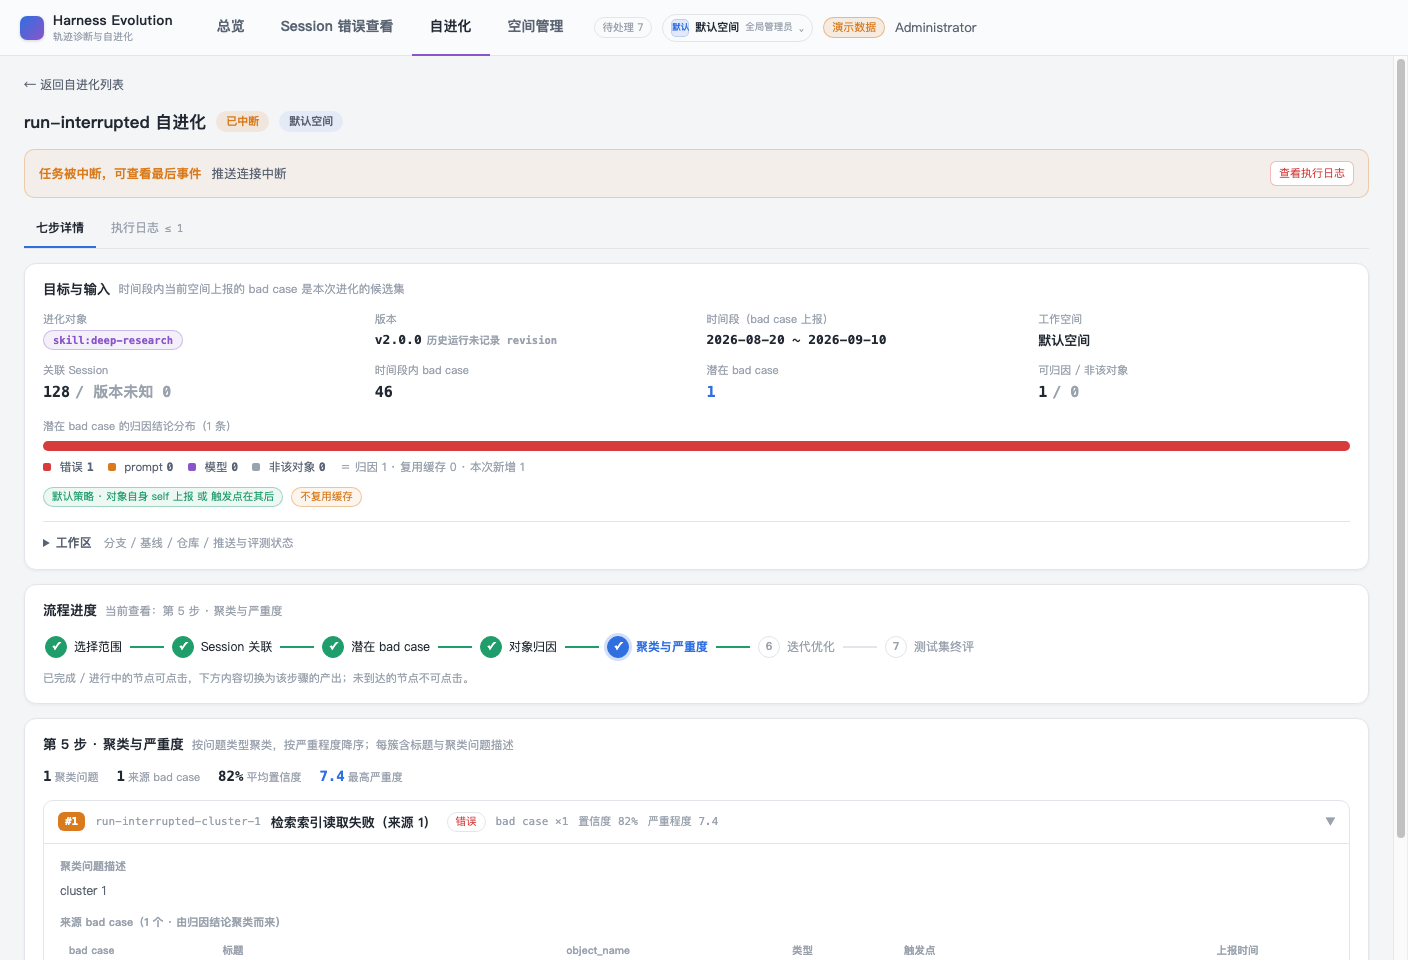 Harness Evolution
轨迹诊断与自进化
总览
Session 错误查看
自进化
空间管理
待处理 7
默认 默认空间 全局管理员
演示数据
Administrator
← 返回自进化列表
run-interrupted 自进化 已中断 默认空间
任务被中断，可查看最后事件 推送连接中断
查看执行日志
七步详情
执行日志 ≤ 1
目标与输入 时间段内当前空间上报的 bad case 是本次进化的候选集
进化对象
skill:deep-research
版本
v2.0.0 历史运行未记录 revision
时间段（bad case 上报）
2026-08-20 ~ 2026-09-10
工作空间
默认空间
关联 Session
128 / 版本未知 0
时间段内 bad case
46
潜在 bad case
1
可归因 / 非该对象
1 / 0
潜在 bad case 的归因结论分布（1 条）
错误 1 prompt 0 模型 0 非该对象 0 = 归因 1 · 复用缓存 0 · 本次新增 1
默认策略 · 对象自身 self 上报 或 触发点在其后 不复用缓存
▶ 工作区 分支 / 基线 / 仓库 / 推送与评测状态
流程进度 当前查看：第 5 步 · 聚类与严重度
✓ 选择范围 ✓ Session 关联 ✓ 潜在 bad case ✓ 对象归因 ✓ 聚类与严重度 6 迭代优化 7 测试集终评
已完成 / 进行中的节点可点击，下方内容切换为该步骤的产出；未到达的节点不可点击。
第 5 步 · 聚类与严重度 按问题类型聚类，按严重程度降序；每簇含标题与聚类问题描述
1 聚类问题 1 来源 bad case 82% 平均置信度 7.4 最高严重度
#1 run-interrupted-cluster-1 检索索引读取失败（来源 1） 错误 bad case ×1 置信度 82% 严重程度 7.4 ▼
聚类问题描述
cluster 1
来源 bad case（1 个 · 由归因结论聚类而来）
bad case 标题 object_name 类型 触发点 上报时间